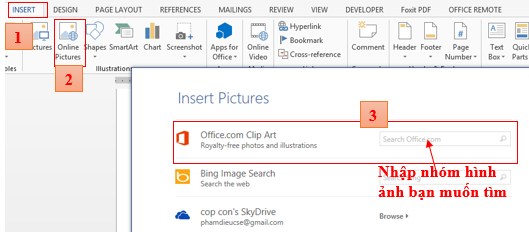 INSERT DESIGN PAGE LAYOUT REFERENCES MAILINGS REVIEW VIEW DEVELOPER Foxit PDF OFFICE REMOTE
1
Pictures Online Pictures Shapes SmartArt Chart Screenshot Apps for Office Online Video Hyperlink Bookmark Cross-reference Comment Header Footer Page Number Text Box Quick Parts
2
Insert Pictures
3
Office.com Clip Art
Royalty-free photos and illustrations
Search Office.com
Bing Image Search
Search the web
Nhập nhóm hình
ảnh bạn muốn tìm
cop con's SkyDrive
phamdieucse@gmail.com
Browse